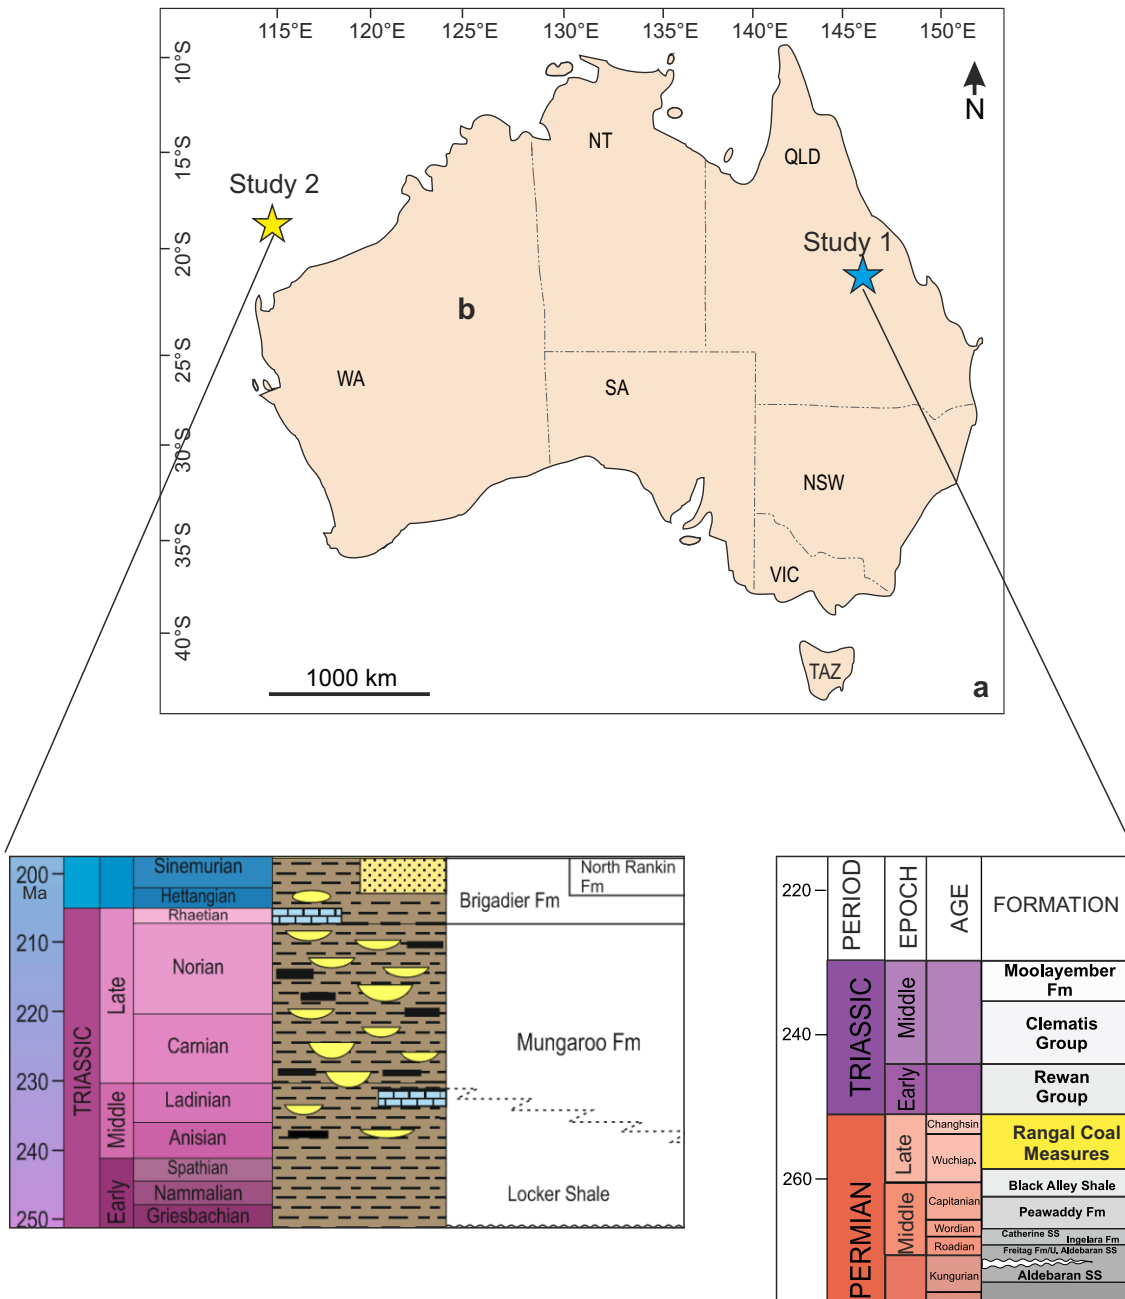 115°E 120°E 125°E 130°E 135°E 140°E 145°E 150°E
10°S
15°S
20°S
25°S
30°S
35°S
40°S
N
NT
QLD
Study 2
Study 1
b
WA
SA
NSW
VIC
TAZ
1000 km
a
200
Ma
210
220
230
240
250
TRIASSIC
Late
Middle
Early
Sinemurian
Hettangian
Rhaetian
Norian
Carnian
Ladinian
Anisian
Spathian
Nammalian
Griesbachian
North Rankin
Fm
Brigadier Fm
Mungaroo Fm
Locker Shale
220
240
260
PERIOD
EPOCH
AGE
FORMATION
TRIASSIC
PERMIAN
Middle
Early
Late
Middle
Changhsin
Wuchiap.
Capitanian
Wordian
Roadian
Kungurian
Moolayember
Fm
Clematis
Group
Rewan
Group
Rangal Coal
Measures
Black Alley Shale
Peawaddy Fm
Catherine SS
Ingelara Fm
Freitag Fm/U. Aldebaran SS
Aldebaran SS